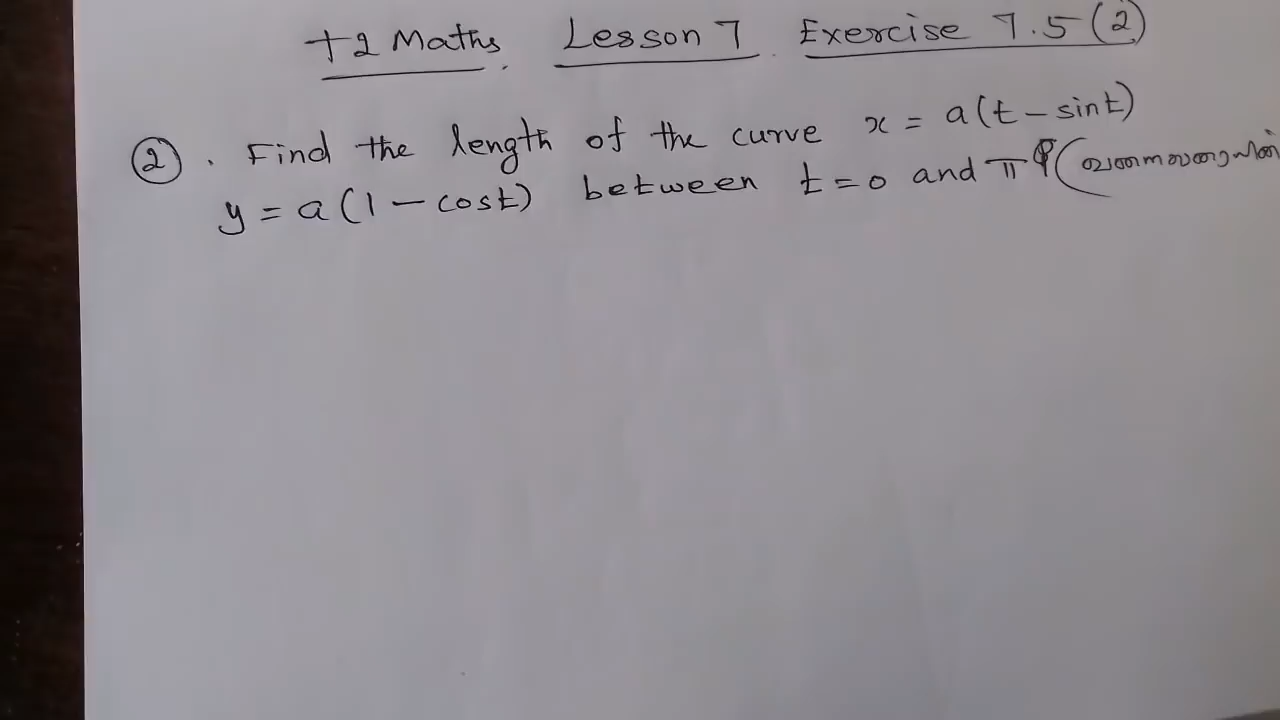 +2 Maths. Lesson 7. Exercise 7.5 (2)
(2). Find the length of the curve x = a(t - sint)
y = a(1 - cost) between t = 0 and π (